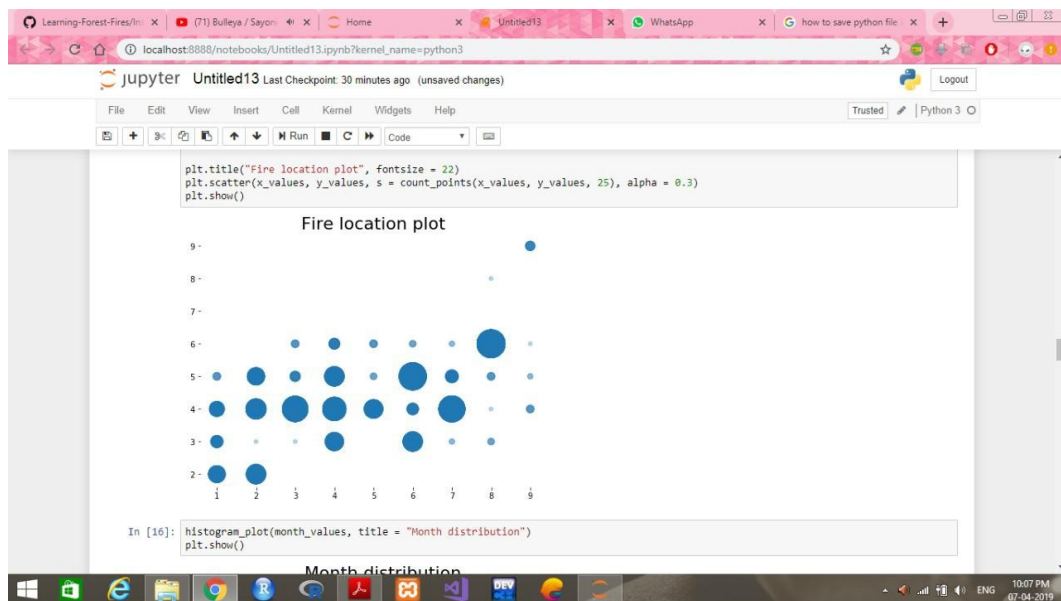 Learning-Forest-Fires/In
(71) Bulleya / Sayon
Home
Untitled13
WhatsApp
how to save python file
localhost:8888/notebooks/Untitled13.ipynb?kernel_name=python3
jupyter Untitled13 Last Checkpoint: 30 minutes ago (unsaved changes)
Logout
File Edit View Insert Cell Kernel Widgets Help
Trusted Python 3
Run Code
plt.title("Fire location plot", fontsize = 22)
plt.scatter(x_values, y_values, s = count_points(x_values, y_values, 25), alpha = 0.3)
plt.show()
Fire location plot
9
8
7
6
5
4
3
2
1 2 3 4 5 6 7 8 9
In [16]: histogram_plot(month_values, title = "Month distribution")
plt.show()
Month distribution
R DEV
ENG 10:07 PM
07-04-2019